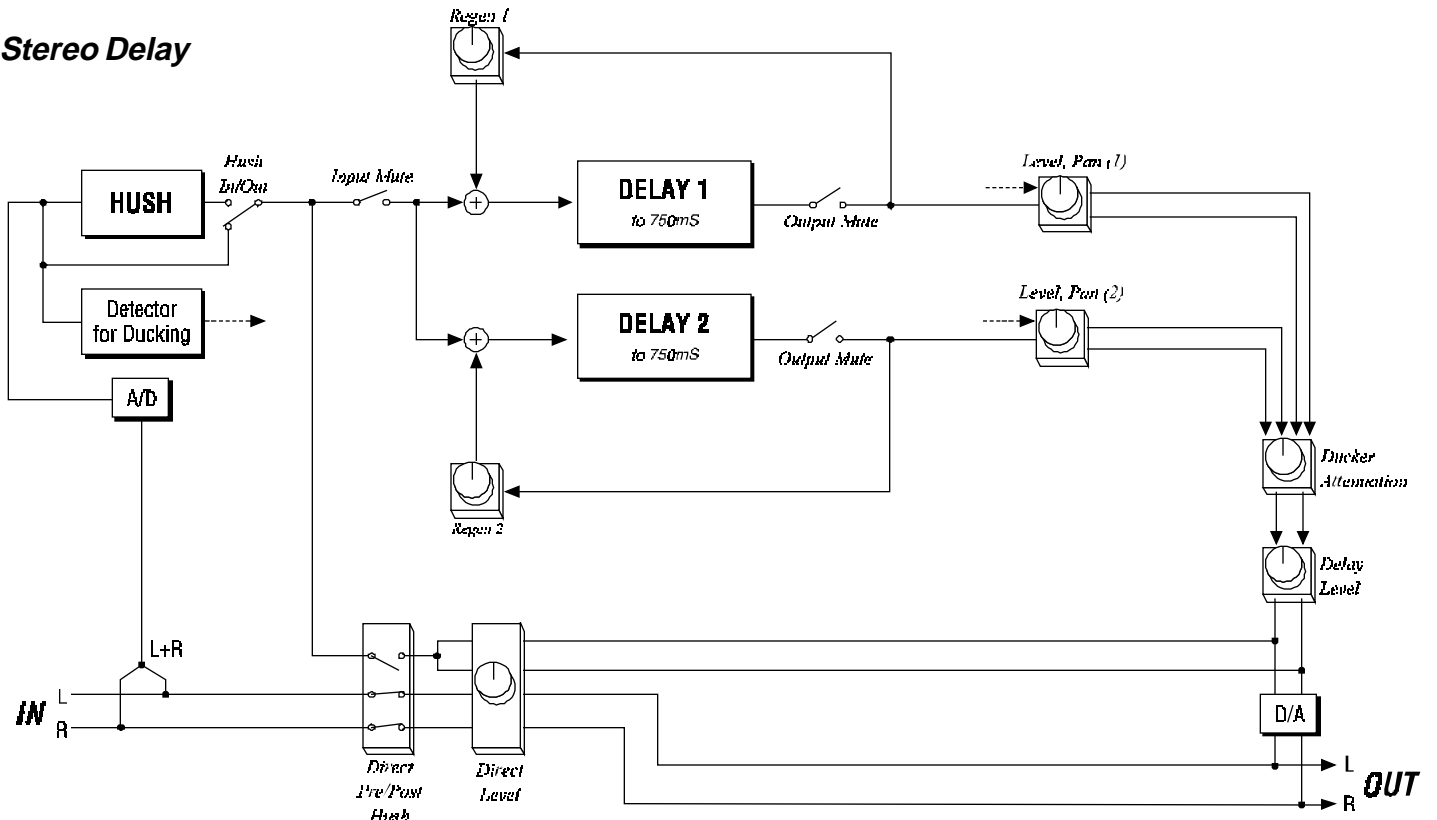 Stereo Delay
Regen 1
Hush
In/Out
Input Mute
HUSH
DELAY 1
to 750mS
Output Mute
Level, Pan (1)
Detector
for Ducking
DELAY 2
to 750mS
Output Mute
Level, Pan (2)
A/D
Regen 2
Ducker
Attenuation
Delay
Level
L+R
IN
L
R
D/A
Direct
Pre/Post
Hush
Direct
Level
L
R
OUT